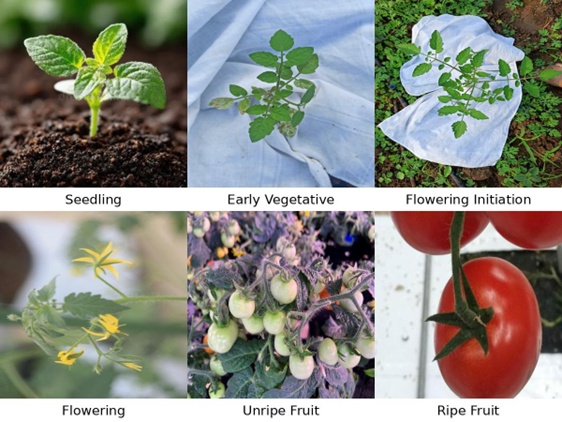 Seedling
Early Vegetative
Flowering Initiation
Flowering
Unripe Fruit
Ripe Fruit